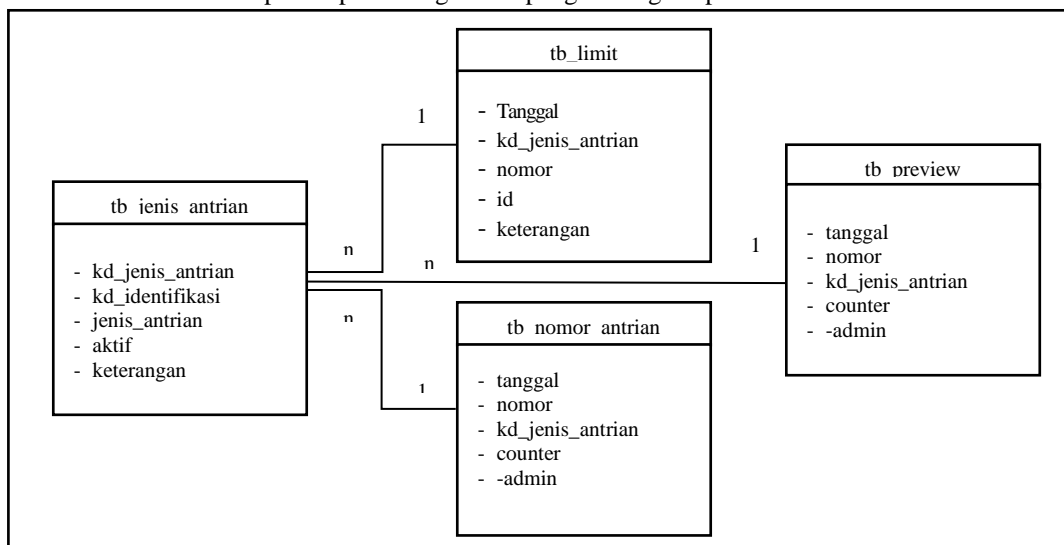 tb_limit
- Tanggal
- kd_jenis_antrian
- nomor
- id
- keterangan
1
tb_preview
- tanggal
- nomor
- kd_jenis_antrian
- counter
- -admin
1
tb_jenis_antrian
- kd_jenis_antrian
- kd_identifikasi
- jenis_antrian
- aktif
- keterangan
n
n
n
tb_nomor_antrian
- tanggal
- nomor
- kd_jenis_antrian
- counter
- -admin
1